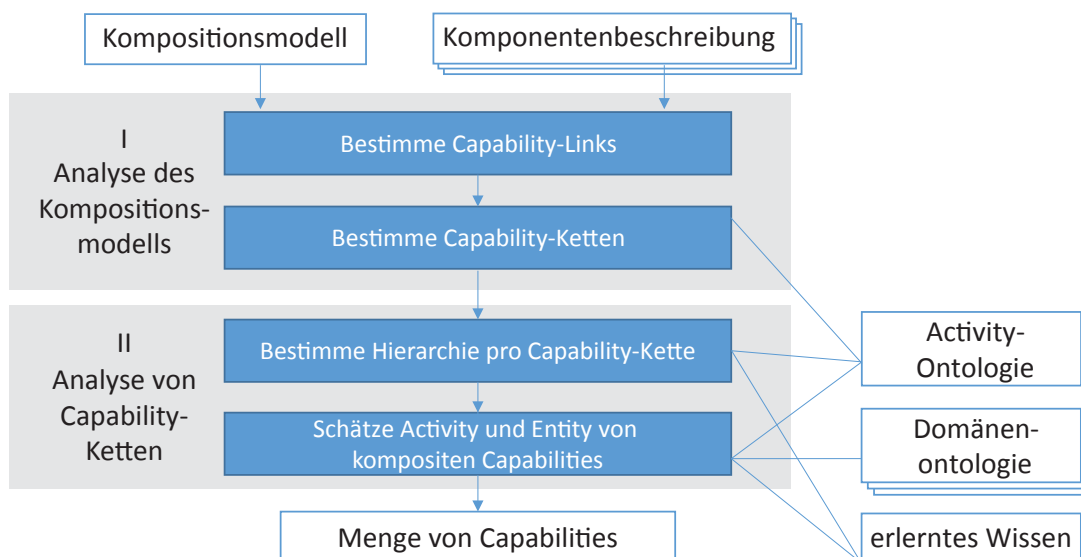 Kompositionsmodell
Komponentenbeschreibung
I
Analyse des
Kompositions-
modells
Bestimme Capability-Links
Bestimme Capability-Ketten
II
Analyse von
Capability-
Ketten
Bestimme Hierarchie pro Capability-Kette
Schätze Activity und Entity von
kompositen Capabilities
Activity-
Ontologie
Domänen-
ontologie
erlerntes Wissen
Menge von Capabilities